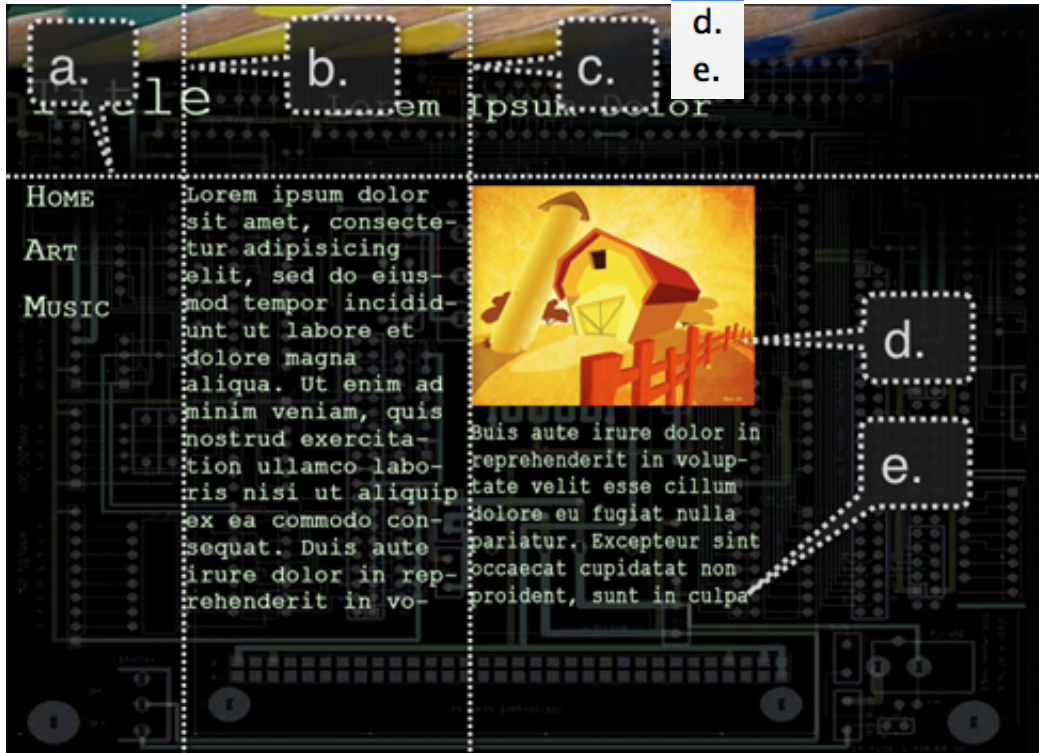 d.
e.
a.
b.
c.
Title
Lorem Ipsum Dolor
HOME
ART
MUSIC
Lorem ipsum dolor
sit amet, consecte-
tur adipisicing
elit, sed do eius-
mod tempor incidid-
unt ut labore et
dolore magna
aliqua. Ut enim ad
minim veniam, quis
nostrud exercita-
tion ullamco labo-
ris nisi ut aliquip
ex ea commodo con-
sequat. Duis aute
irure dolor in rep-
rehenderit in vo-
Buis aute irure dolor in
reprehenderit in volup-
tate velit esse cillum
dolore eu fugiat nulla
pariatur. Excepteur sint
occaecat cupidatat non
proident, sunt in culpa
d.
e.